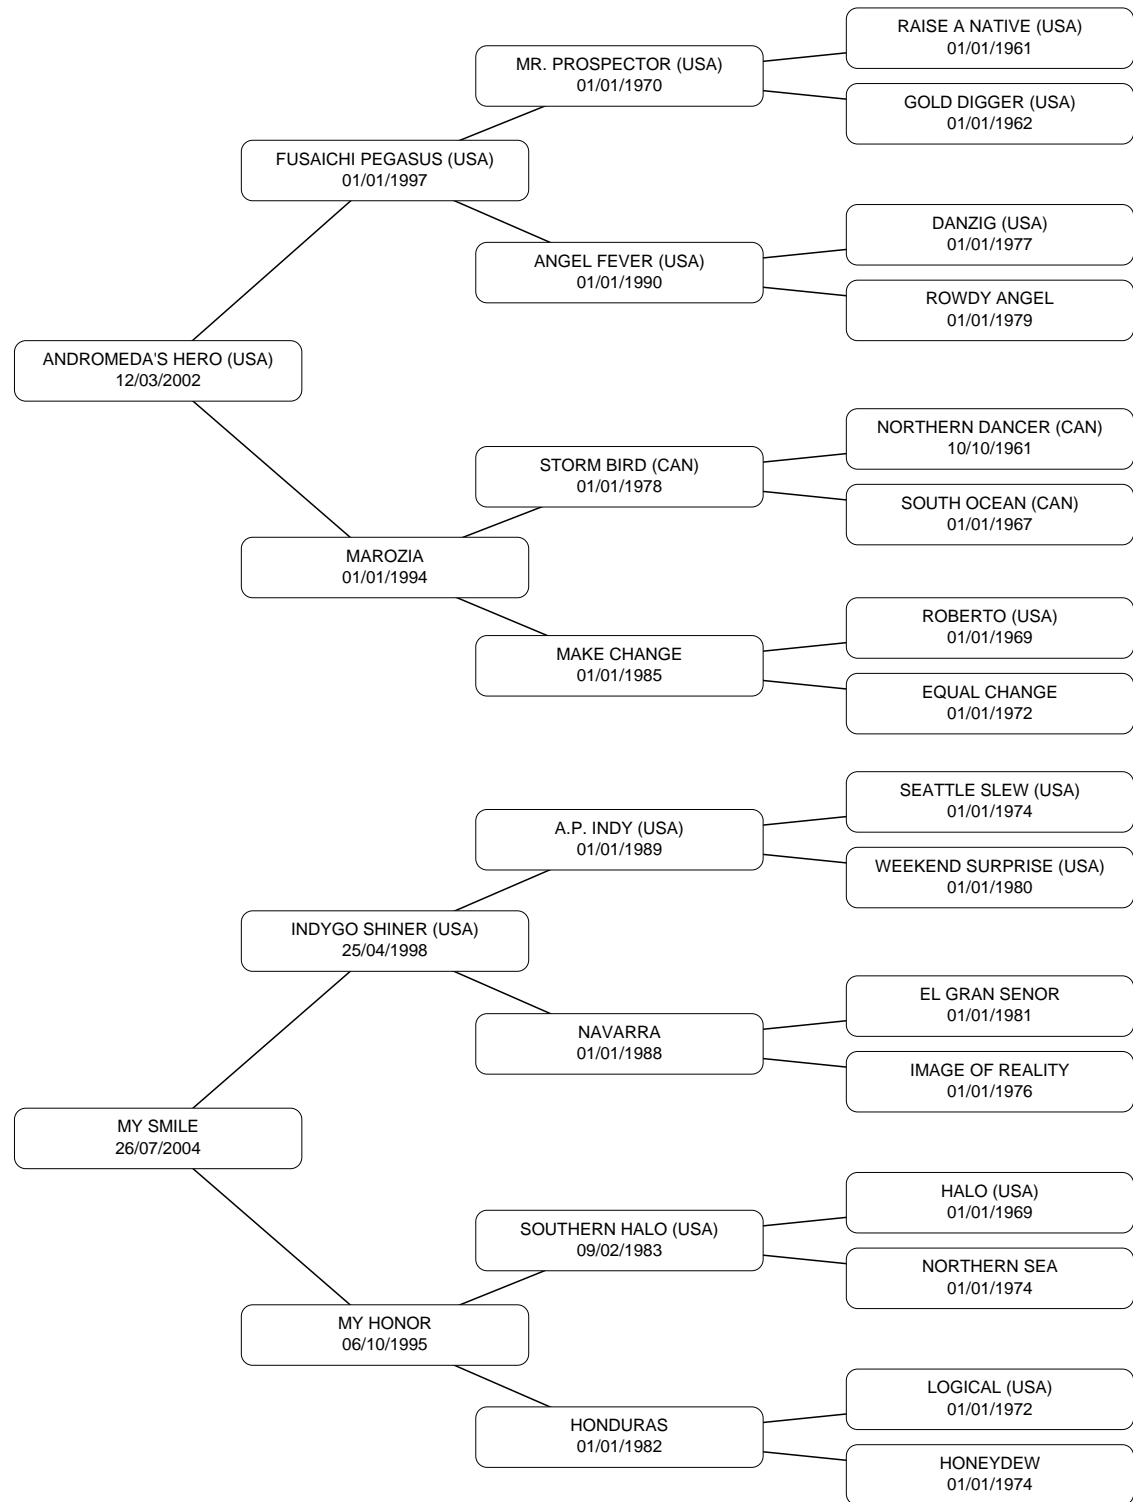 RAISE A NATIVE (USA)
01/01/1961
MR. PROSPECTOR (USA)
01/01/1970
GOLD DIGGER (USA)
01/01/1962
FUSAICHI PEGASUS (USA)
01/01/1997
DANZIG (USA)
01/01/1977
ANGEL FEVER (USA)
01/01/1990
ROWDY ANGEL
01/01/1979
ANDROMEDA'S HERO (USA)
12/03/2002
NORTHERN DANCER (CAN)
10/10/1961
STORM BIRD (CAN)
01/01/1978
SOUTH OCEAN (CAN)
01/01/1967
MAROZIA
01/01/1994
ROBERTO (USA)
01/01/1969
MAKE CHANGE
01/01/1985
EQUAL CHANGE
01/01/1972
SEATTLE SLEW (USA)
01/01/1974
A.P. INDY (USA)
01/01/1989
WEEKEND SURPRISE (USA)
01/01/1980
INDYGO SHINER (USA)
25/04/1998
EL GRAN SENOR
01/01/1981
NAVARRA
01/01/1988
IMAGE OF REALITY
01/01/1976
MY SMILE
26/07/2004
HALO (USA)
01/01/1969
SOUTHERN HALO (USA)
09/02/1983
NORTHERN SEA
01/01/1974
MY HONOR
06/10/1995
LOGICAL (USA)
01/01/1972
HONDURAS
01/01/1982
HONEYDEW
01/01/1974